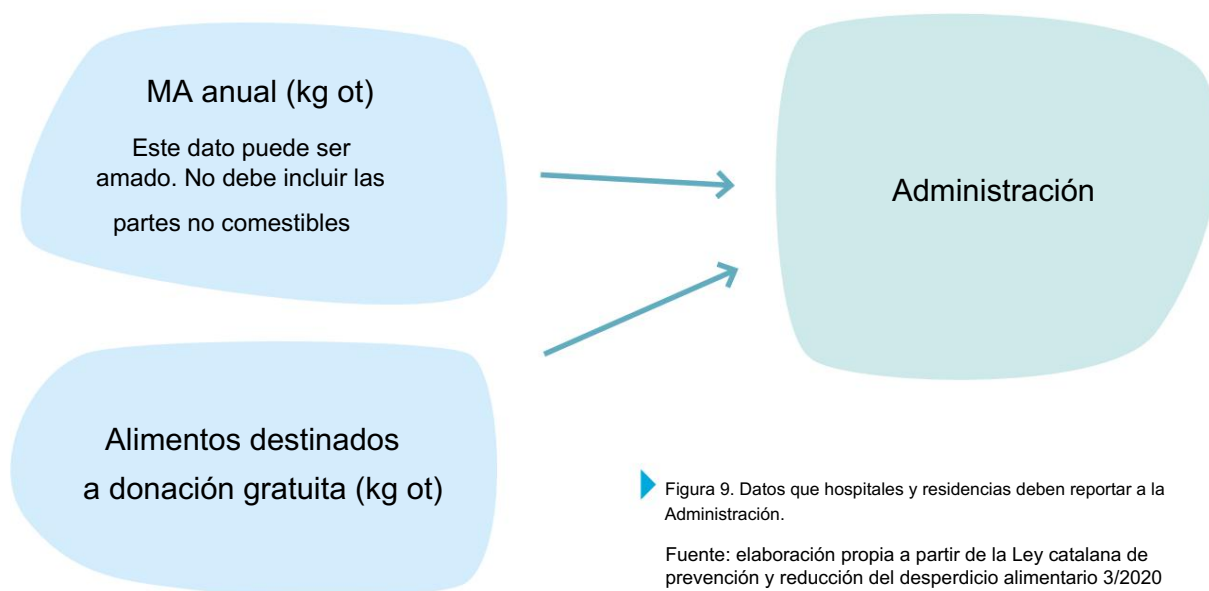 MA anual (kg ot)
Este dato puede ser
amado. No debe incluir las
partes no comestibles
Administración
Alimentos destinados
a donación gratuita (kg ot)
Figura 9. Datos que hospitales y residencias deben reportar a la
Administración.
Fuente: elaboración propia a partir de la Ley catalana de
prevención y reducción del desperdicio alimentario 3/2020